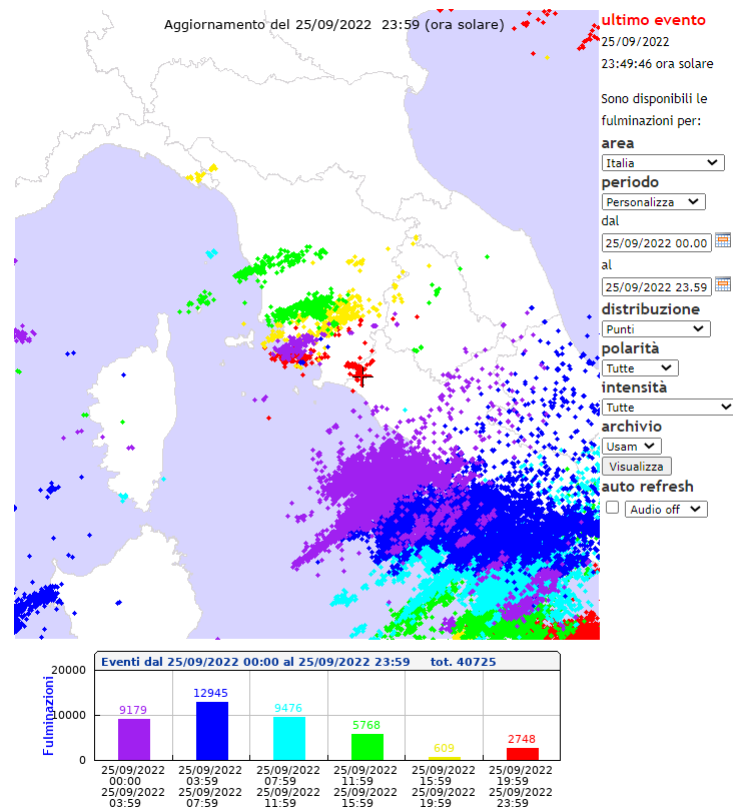 Aggiornamento del 25/09/2022  23:59 (ora solare)
ultimo evento
25/09/2022
23:49:46 ora solare
Sono disponibili le
fulminazioni per:
area
Italia
periodo
Personalizza
dal
25/09/2022 00.00
al
25/09/2022 23.59
distribuzione
Punti
polarità
Tutte
intensità
Tutte
archivio
Usam
Visualizza
auto refresh
Audio off
Eventi dal 25/09/2022 00:00 al 25/09/2022 23:59 tot. 40725
Fulminazioni
20000
10000
0
9179
12945
9476
5768
609
2748
25/09/2022 25/09/2022 25/09/2022 25/09/2022 25/09/2022 25/09/2022
00:00 03:59 07:59 11:59 15:59 19:59
25/09/2022 25/09/2022 25/09/2022 25/09/2022 25/09/2022 25/09/2022
03:59 07:59 11:59 15:59 19:59 23:59